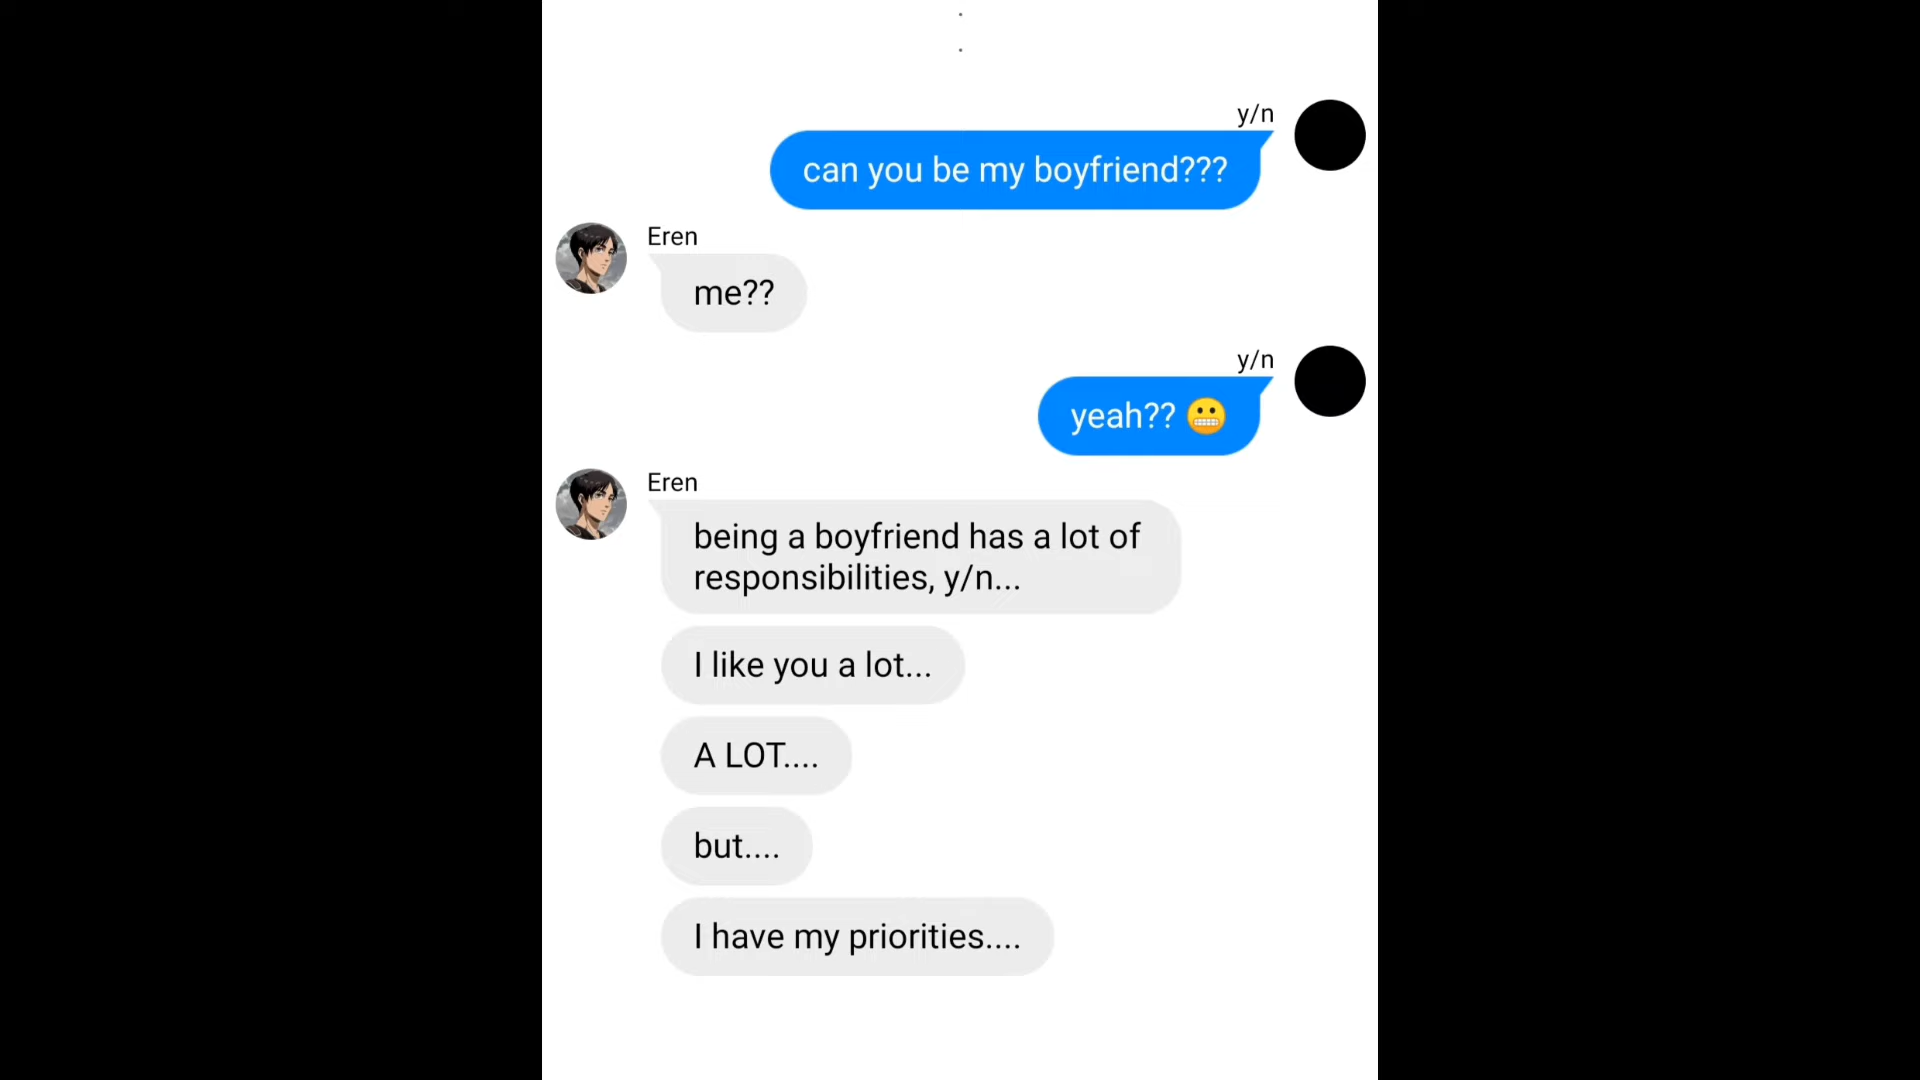 y/n
can you be my boyfriend???
Eren
me??
y/n
yeah?? 😬
Eren
being a boyfriend has a lot of
responsibilities, y/n...
I like you a lot...
A LOT....
but....
I have my priorities....